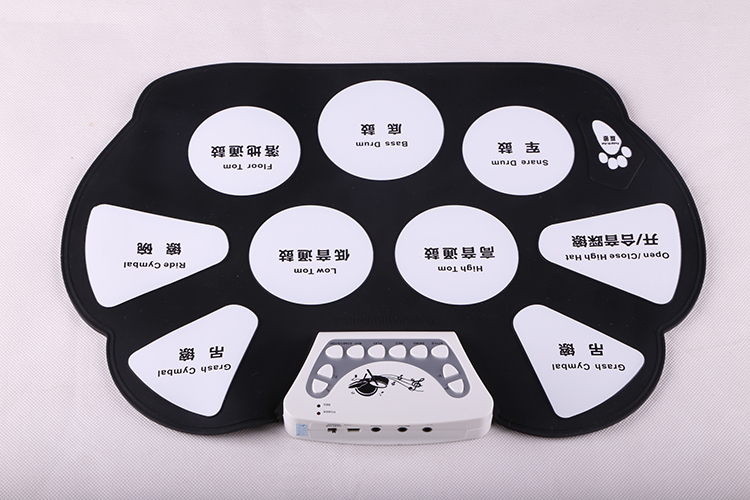 吊 镲
Grash Cymbal
吊 镲
Grash Cymbal
开/合音踩镲
Open/Close High Hat
高音通鼓
High Tom
低音通鼓
Low Tom
镲 碗
Ride Cymbal
军 鼓
Snare Drum
底 鼓
Bass Drum
落地通鼓
Floor Tom
POWER